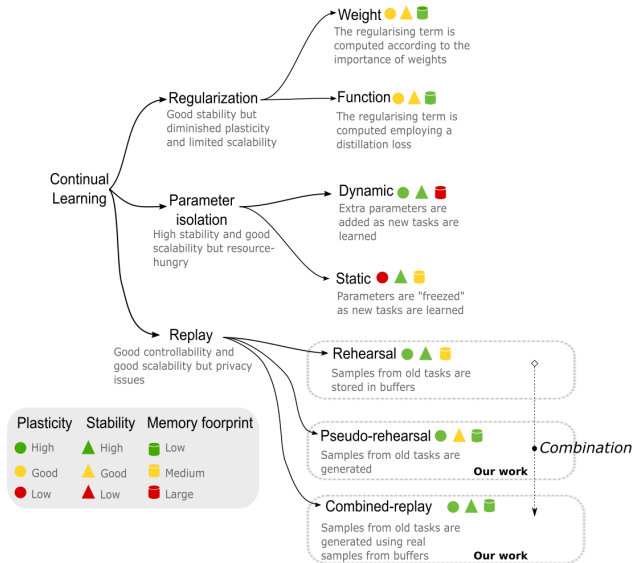 Weight
The regularising term is
computed according to the
importance of weights
Regularization
Good stability but
diminished plasticity
and limited scalability
Function
The regularising term is
computed employing a
distillation loss
Continual
Learning
Parameter
isolation
High stability and good
scalability but resource-
hungry
Dynamic
Extra parameters are
added as new tasks are
learned
Static
Parameters are "freezed"
as new tasks are learned
Replay
Good controllability and
good scalability but privacy
issues
Rehearsal
Samples from old tasks are
stored in buffers
Pseudo-rehearsal
Samples from old tasks are
generated
Our work
Combination
Combined-replay
Samples from old tasks are
generated using real
samples from buffers
Our work
Plasticity Stability Memory foorprint
High High Low
Good Good Medium
Low Low Large